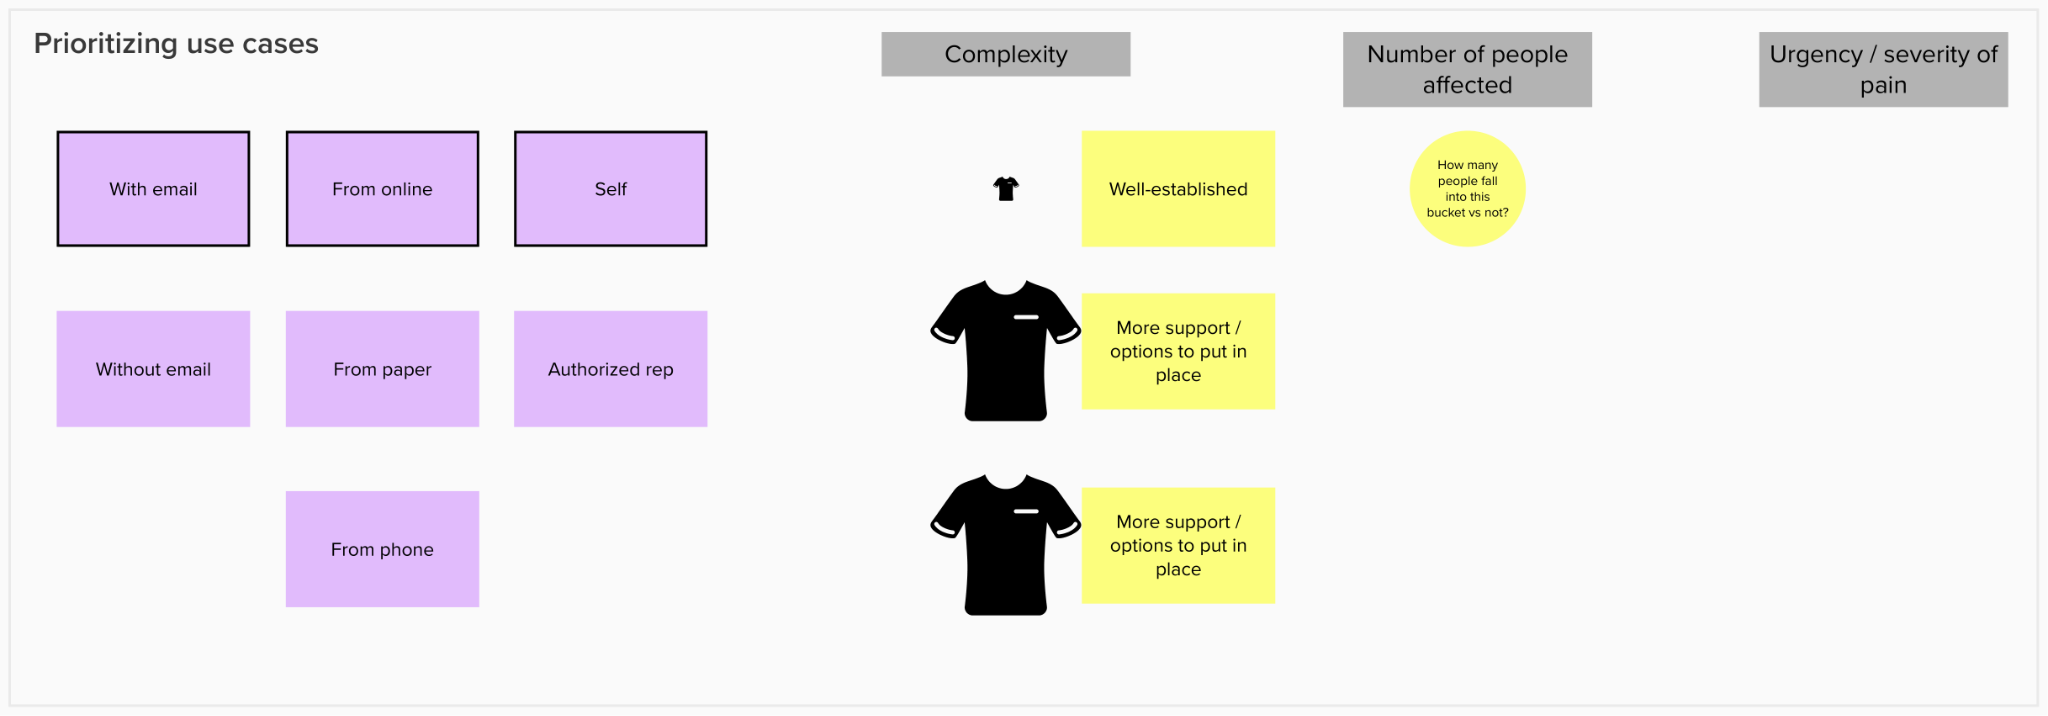 Prioritizing use cases
Complexity
Number of people
affected
Urgency / severity of
pain
With email
From online
Self
Well-established
How many
people fall
into this
bucket vs not?
Without email
From paper
Authorized rep
More support /
options to put in
place
From phone
More support /
options to put in
place